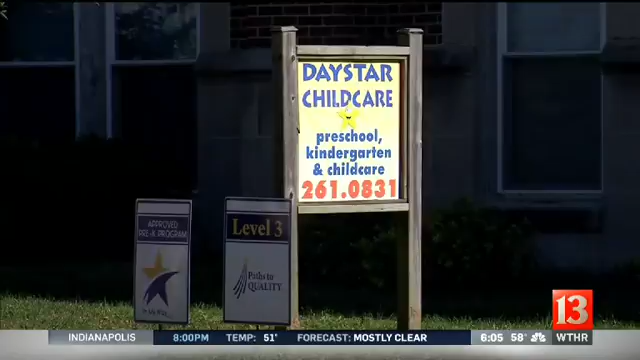 DAYSTAR
CHILDCARE
preschool,
kindergarten
& childcare
261.0831
APPROVED
PRE-K PROGRAM
Level 3
Paths to
QUALITY
13
INDIANAPOLIS 8:00PM TEMP: 51° FORECAST: MOSTLY CLEAR 6:05 58° WTHR